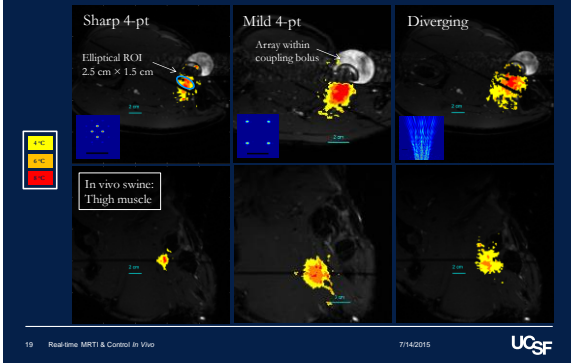 Sharp 4-pt
Mild 4-pt
Diverging
Elliptical ROI
2.5 cm × 1.5 cm
Array within
coupling bolus
2 cm
2 cm
2 cm
4 °C
6 °C
8 °C
In vivo swine:
Thigh muscle
2 cm
2 cm
2 cm
19 Real-time MRTI & Control In Vivo 7/14/2015
UCSF